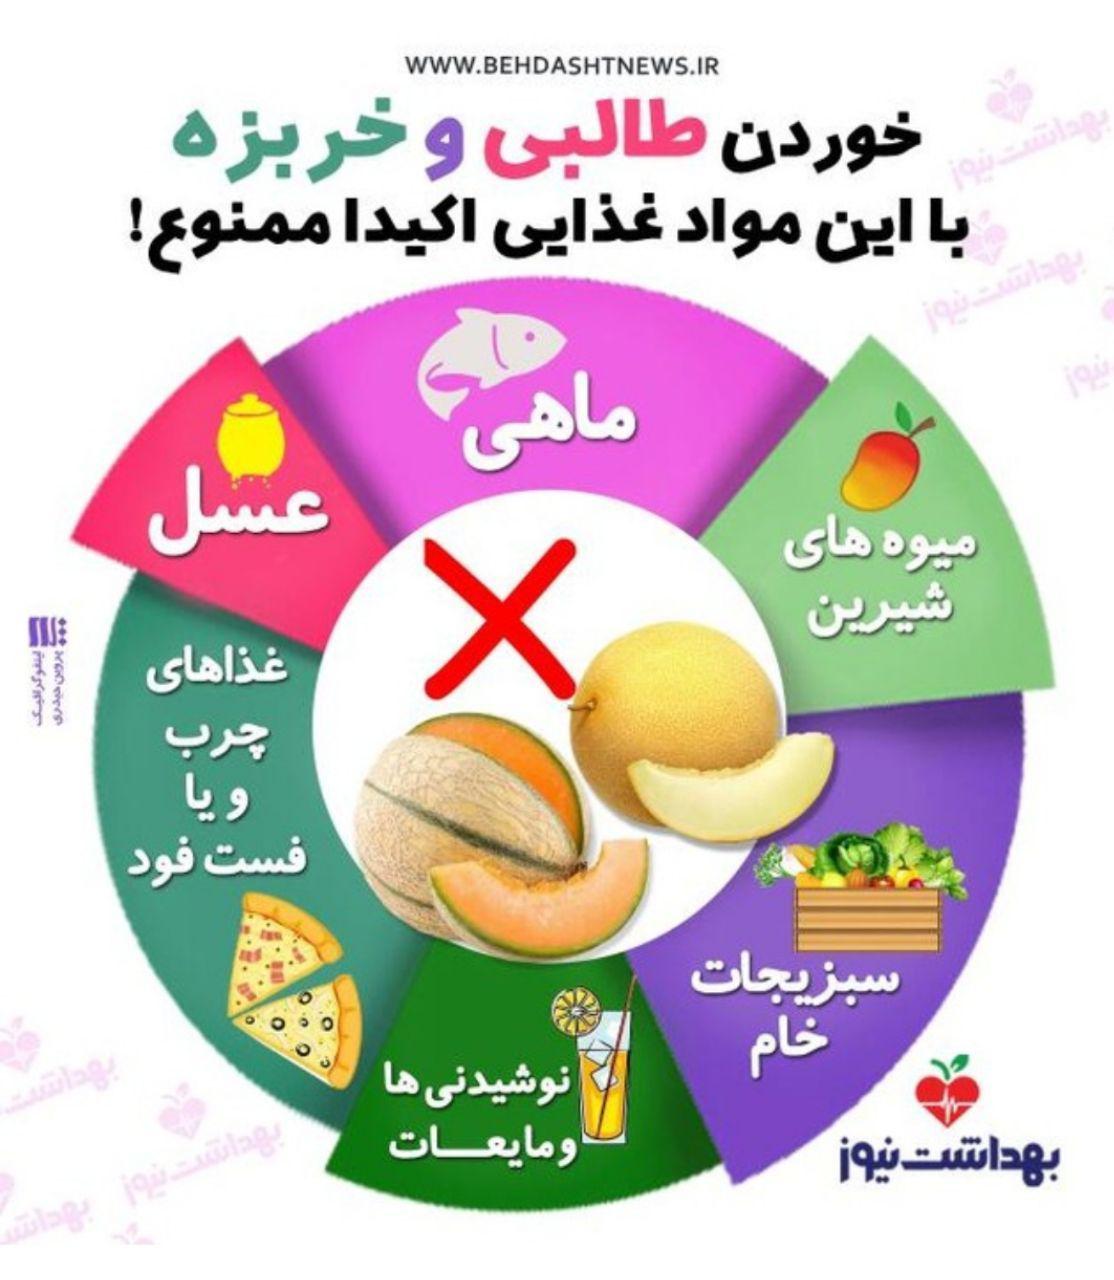 WWW.BEHDASHTNEWS.IR
خوردن طالبی و خربزه
با این مواد غذایی اکیدا ممنوع!
ماهی
میوه های
شیرین
سبزیجات
خام
نوشیدنی ها
و مایعـــات
غذاهای
چرب
و یا
فست فود
عسل
اینفوگرافیک
پروین حیدری
بهداشت نیوز
بهداشت نیوز
بهداشت نیوز
نیوز
بهداشت
بهداشت نیوز